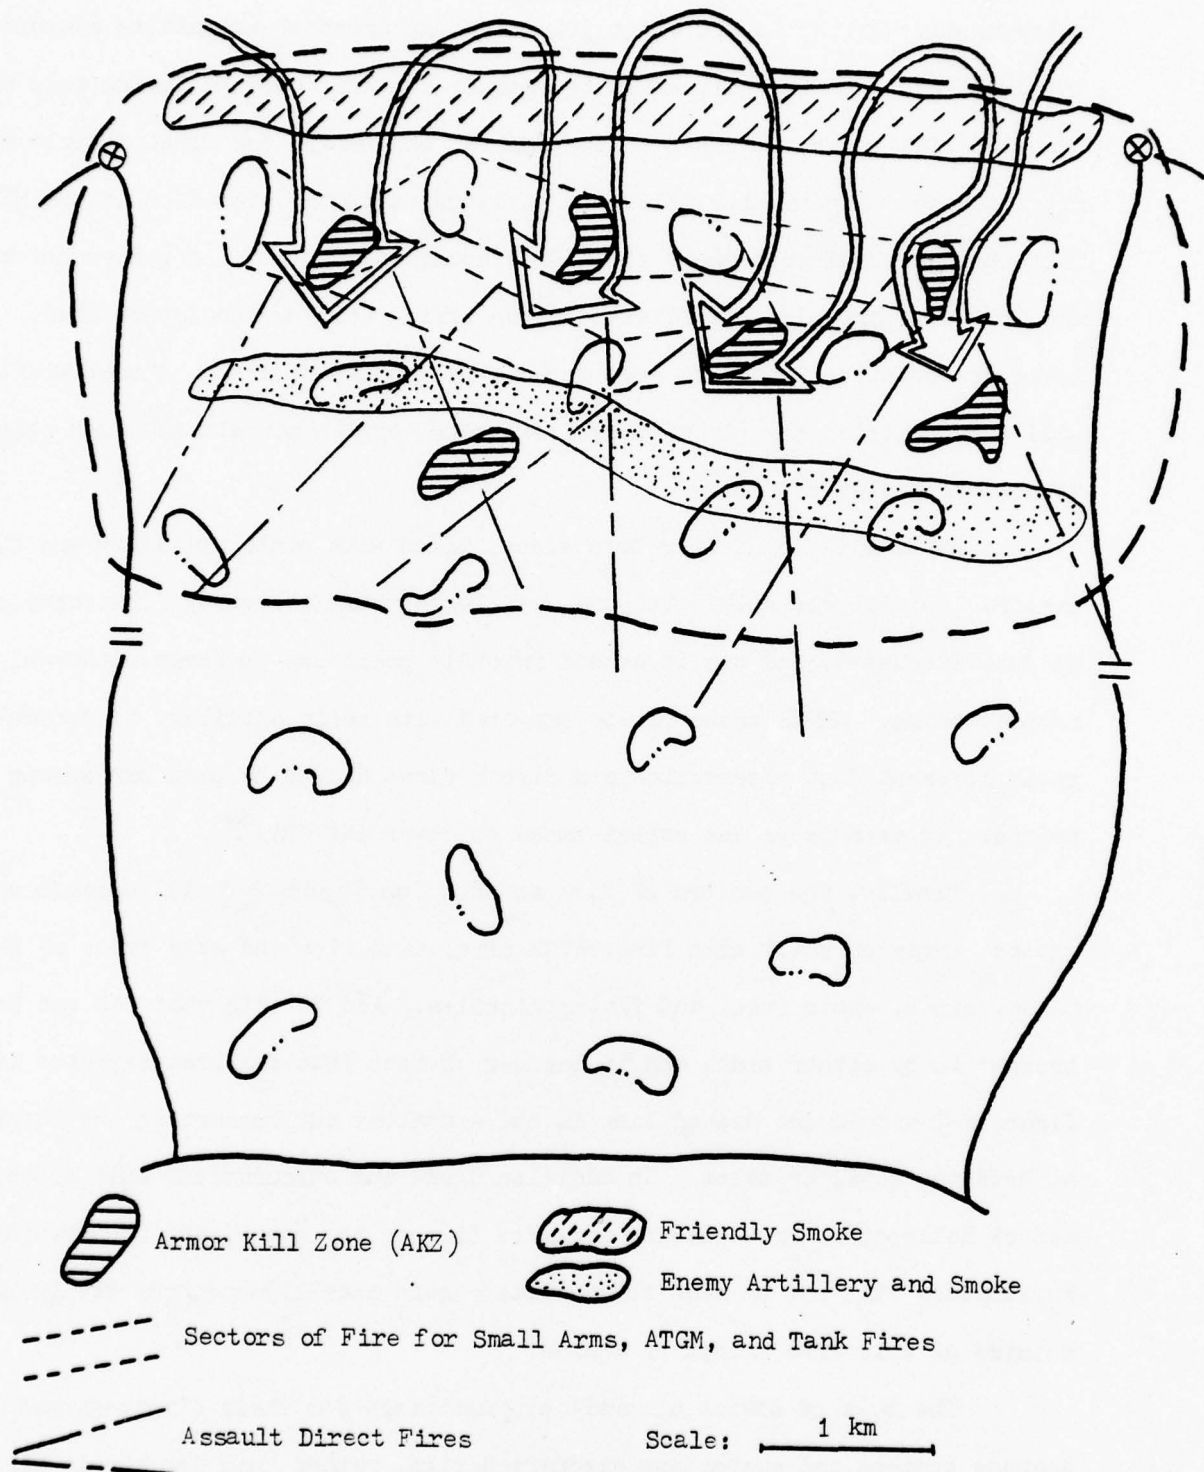 Armor Kill Zone (AKZ)
Friendly Smoke
Enemy Artillery and Smoke
Sectors of Fire for Small Arms, ATGM, and Tank Fires
Assault Direct Fires
Scale: 1 km